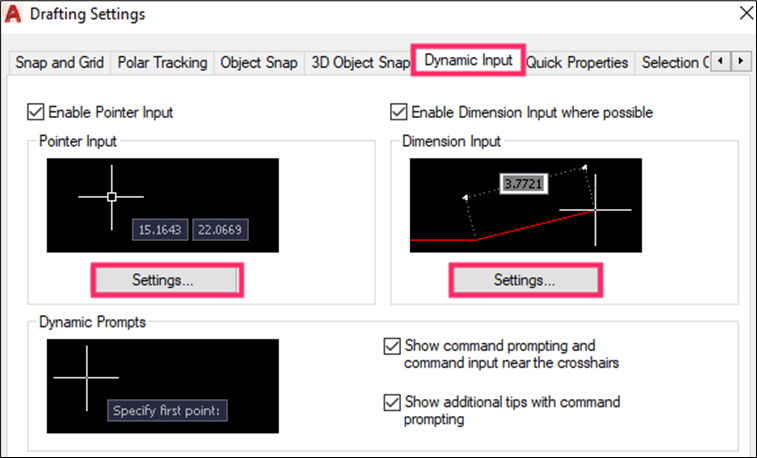 Drafting Settings
Snap and Grid Polar Tracking Object Snap 3D Object Snap Dynamic Input Quick Properties Selection
Enable Pointer Input
Enable Dimension Input where possible
Pointer Input
Dimension Input
15.1643 22.0669
3.7721
Settings...
Settings...
Dynamic Prompts
Specify first point:
Show command prompting and
command input near the crosshairs
Show additional tips with command
prompting